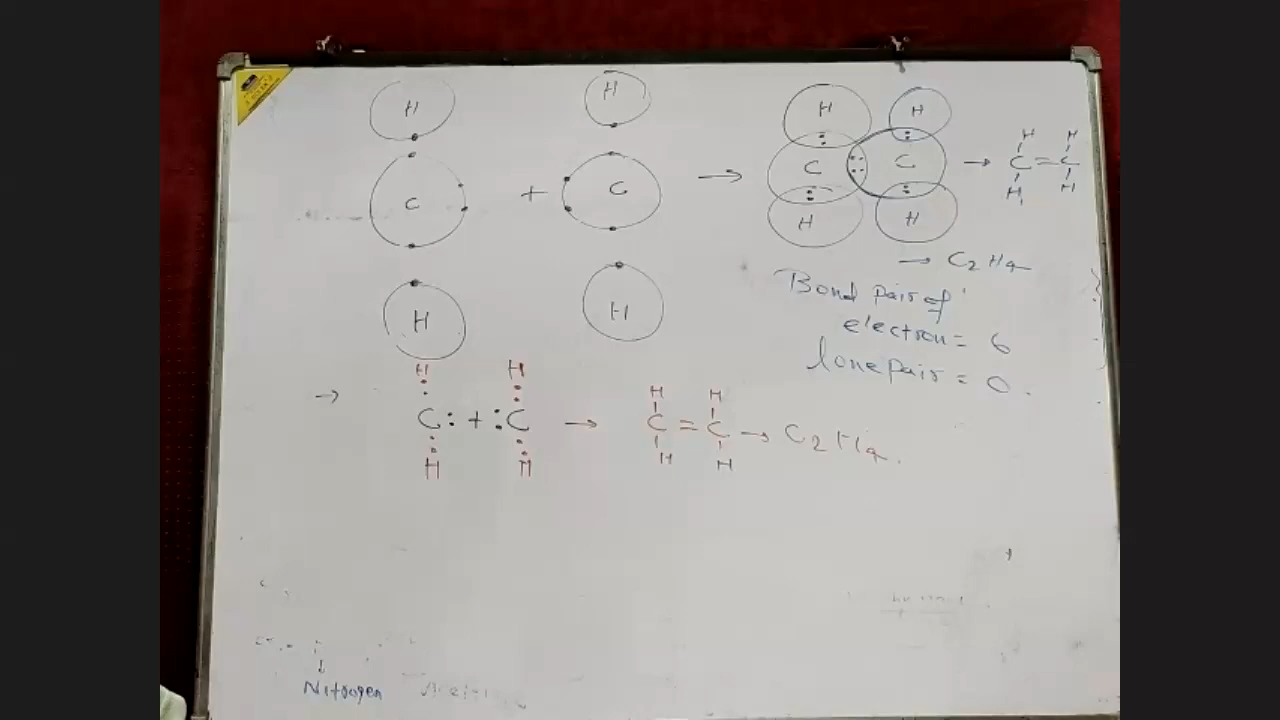 H H H H
C + C → C C → C = C
H H H H H H
→ C2H4
Bond pair of
electron = 6
lone pair = 0.
H H H H
→ C: + :C → C = C → C2H4.
H H H H
↓
Nitrogen